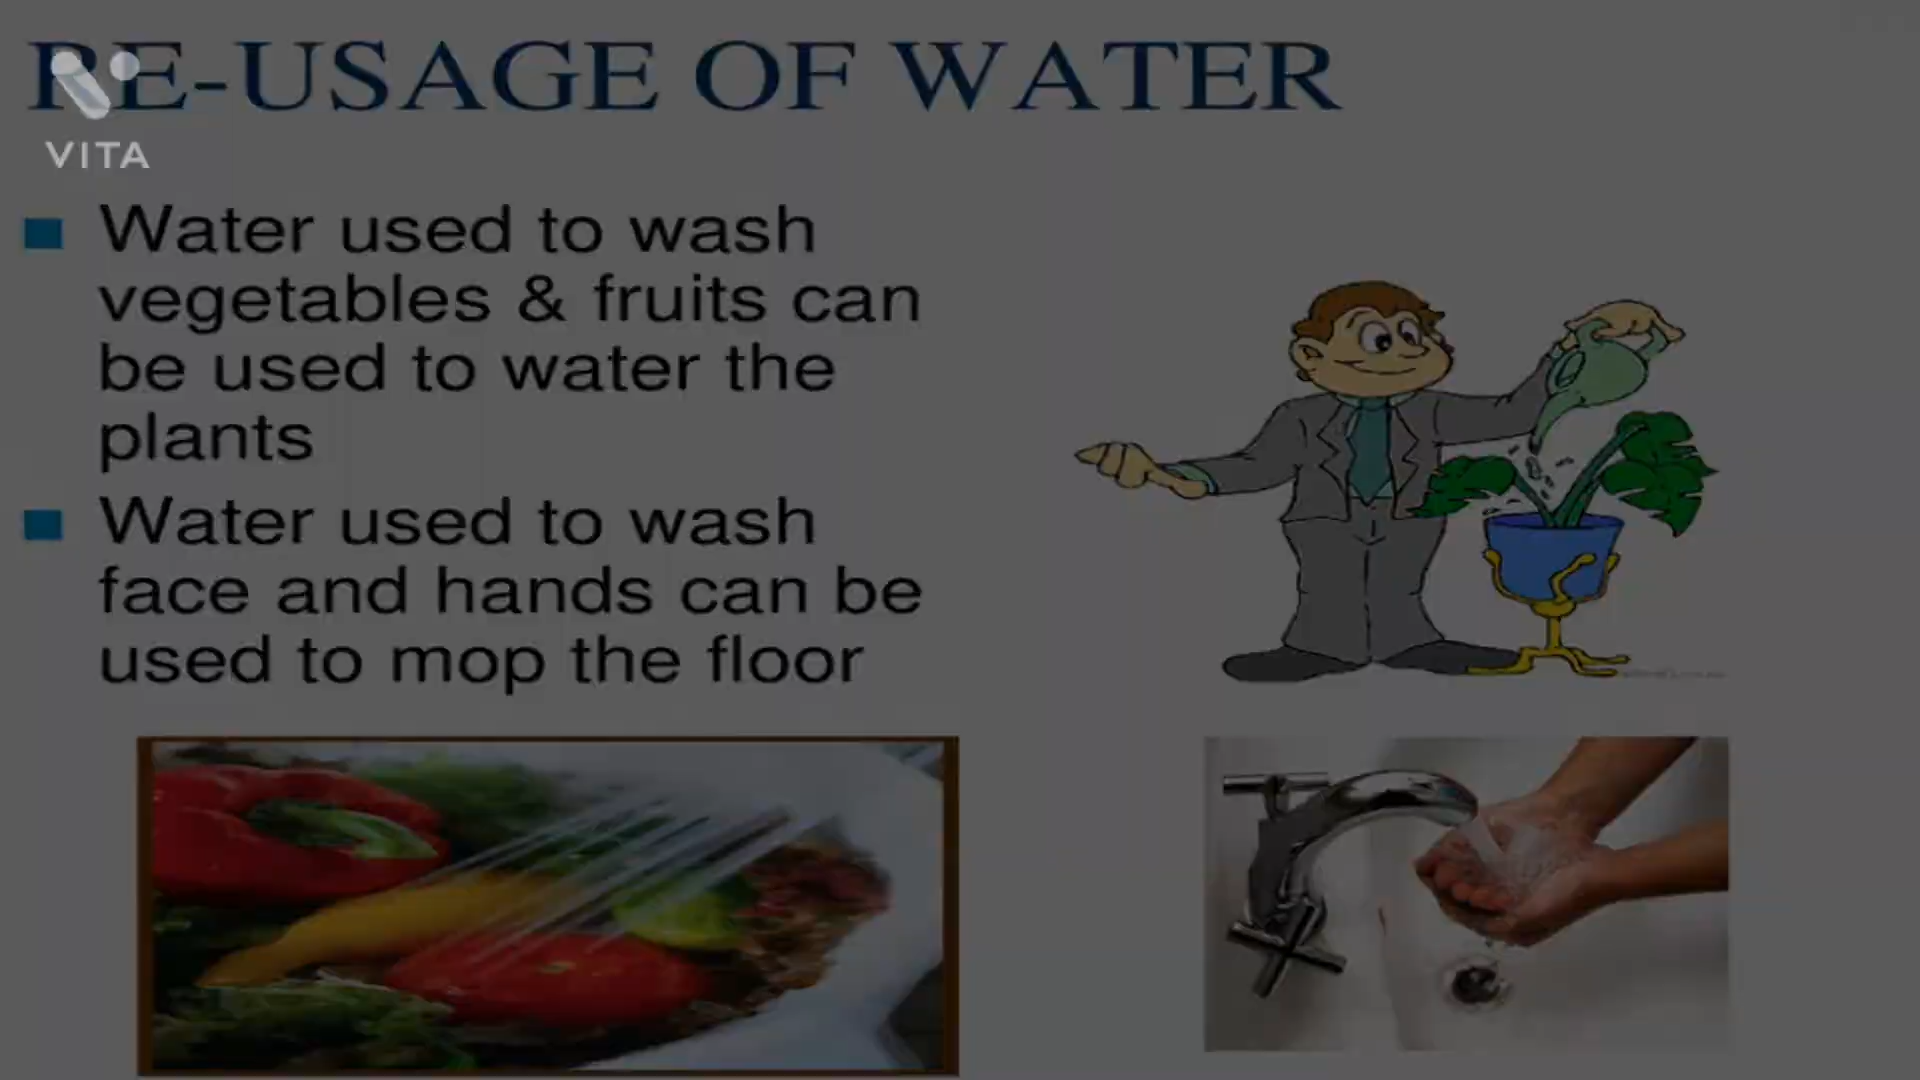 RE-USAGE OF WATER
VITA
Water used to wash
vegetables & fruits can
be used to water the
plants
Water used to wash
face and hands can be
used to mop the floor